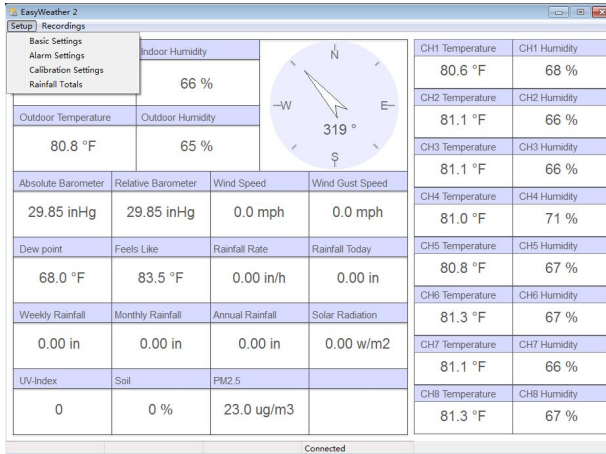 EasyWeather 2
Setup Recordings
Basic Settings
Alarm Settings
Calibration Settings
Rainfall Totals
Indoor Humidity
66 %
Outdoor Temperature Outdoor Humidity
80.8 °F 65 %
N
W E
319 °
S
Absolute Barometer Relative Barometer Wind Speed Wind Gust Speed
29.85 inHg 29.85 inHg 0.0 mph 0.0 mph
Dew point Feels Like Rainfall Rate Rainfall Today
68.0 °F 83.5 °F 0.00 in/h 0.00 in
Weekly Rainfall Monthly Rainfall Annual Rainfall Solar Radiation
0.00 in 0.00 in 0.00 in 0.00 w/m2
UV-Index Soil PM2.5
0 0 % 23.0 ug/m3
CH1 Temperature CH1 Humidity
80.6 °F 68 %
CH2 Temperature CH2 Humidity
81.1 °F 66 %
CH3 Temperature CH3 Humidity
81.1 °F 66 %
CH4 Temperature CH4 Humidity
81.0 °F 71 %
CH5 Temperature CH5 Humidity
80.8 °F 67 %
CH6 Temperature CH6 Humidity
81.3 °F 67 %
CH7 Temperature CH7 Humidity
81.1 °F 66 %
CH8 Temperature CH8 Humidity
81.3 °F 67 %
Connected